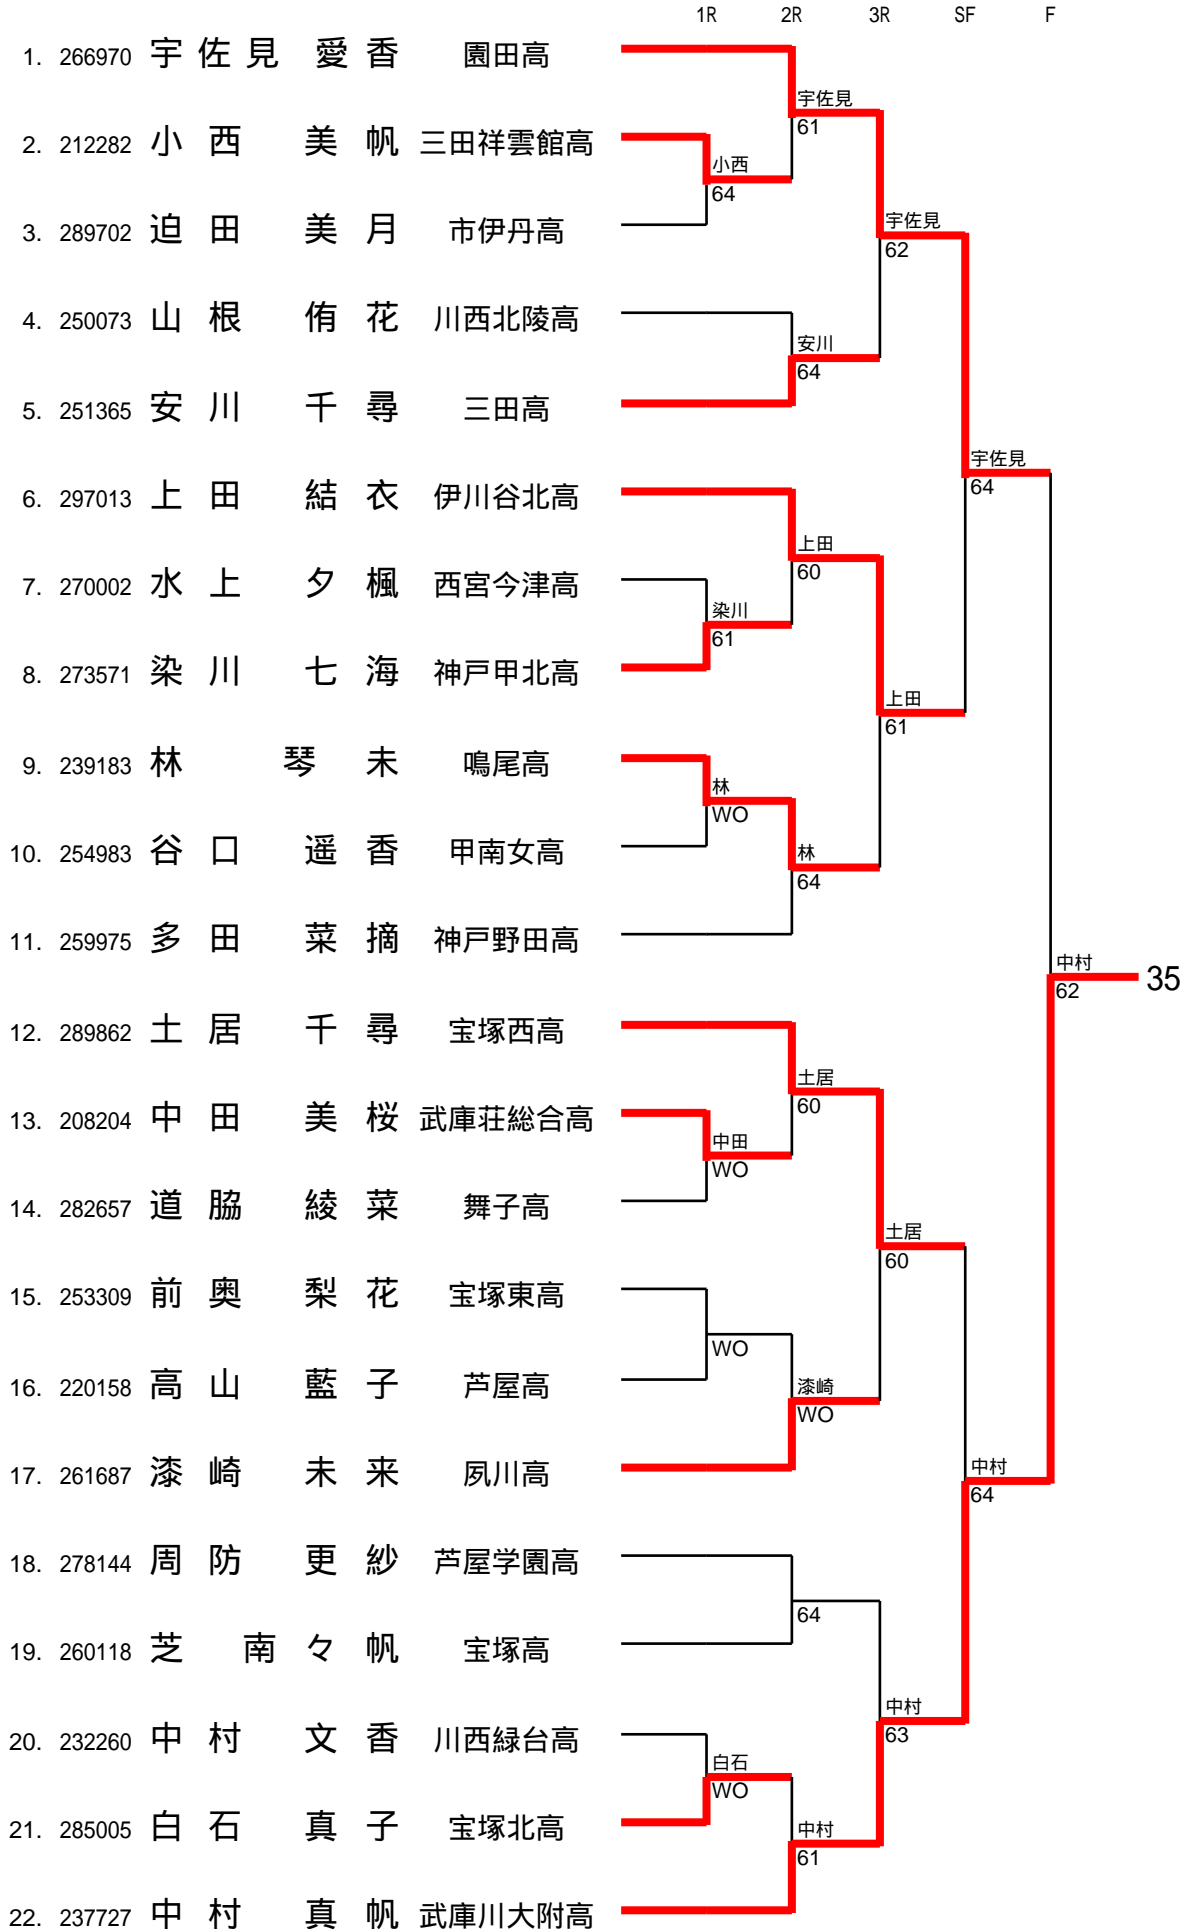 1R 2R 3R SF F
1. 266970 宇佐見 愛香 園田高
宇佐見
61
2. 212282 小西 美帆 三田祥雲館高
小西
64
3. 289702 迫田 美月 市伊丹高
宇佐見
62
4. 250073 山根 侑花 川西北陵高
安川
64
5. 251365 安川 千尋 三田高
宇佐見
64
6. 297013 上田 結衣 伊川谷北高
上田
60
7. 270002 水上 夕楓 西宮今津高
染川
61
8. 273571 染川 七海 神戸甲北高
上田
61
9. 239183 林 琴未 鳴尾高
林
WO
10. 254983 谷口 遥香 甲南女高
林
64
11. 259975 多田 菜摘 神戸野田高
中村
62
35
12. 289862 土居 千尋 宝塚西高
土居
60
13. 208204 中田 美桜 武庫荘総合高
中田
WO
14. 282657 道脇 綾菜 舞子高
土居
60
15. 253309 前奥 梨花 宝塚東高
WO
16. 220158 高山 藍子 芦屋高
漆崎
WO
17. 261687 漆崎 未来 夙川高
中村
64
18. 278144 周防 更紗 芦屋学園高
64
19. 260118 芝 南々帆 宝塚高
中村
63
20. 232260 中村 文香 川西緑台高
白石
WO
21. 285005 白石 真子 宝塚北高
中村
61
22. 237727 中村 真帆 武庫川大附高